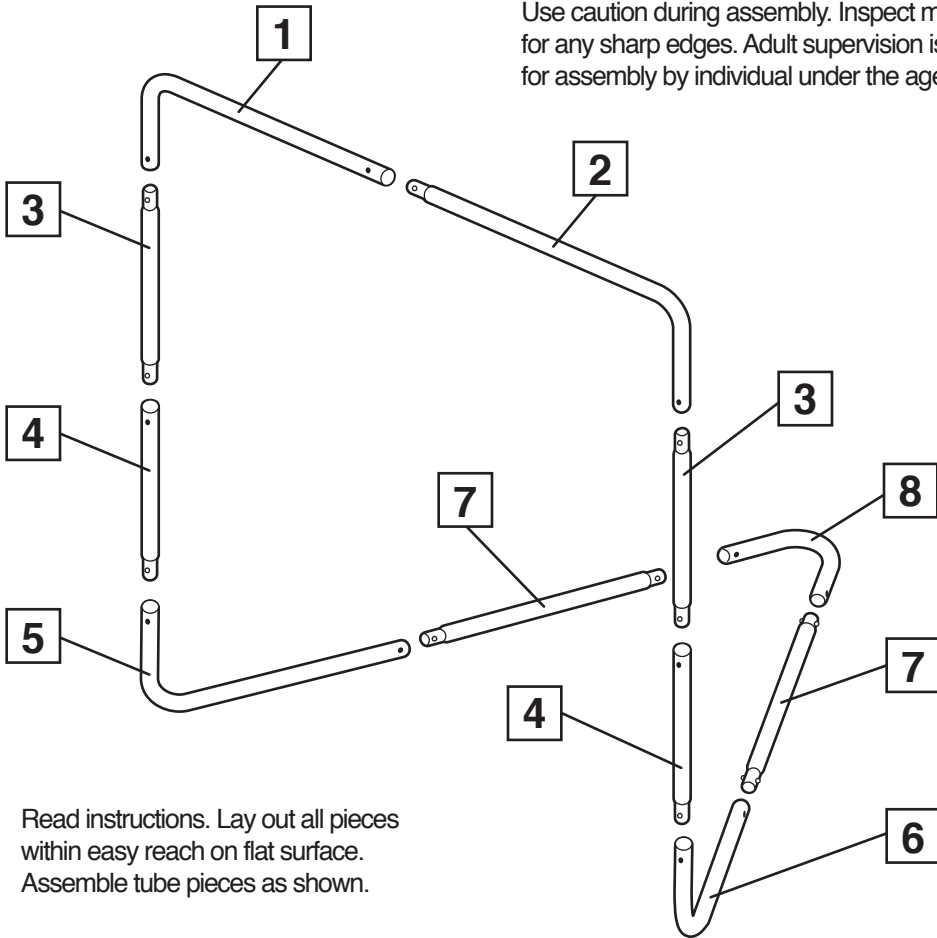 Use caution during assembly. Inspect
for any sharp edges. Adult supervision
for assembly by individual under the
1
2
3
3
4
8
7
5
7
4
6
Read instructions. Lay out all pieces
within easy reach on flat surface.
Assemble tube pieces as shown.